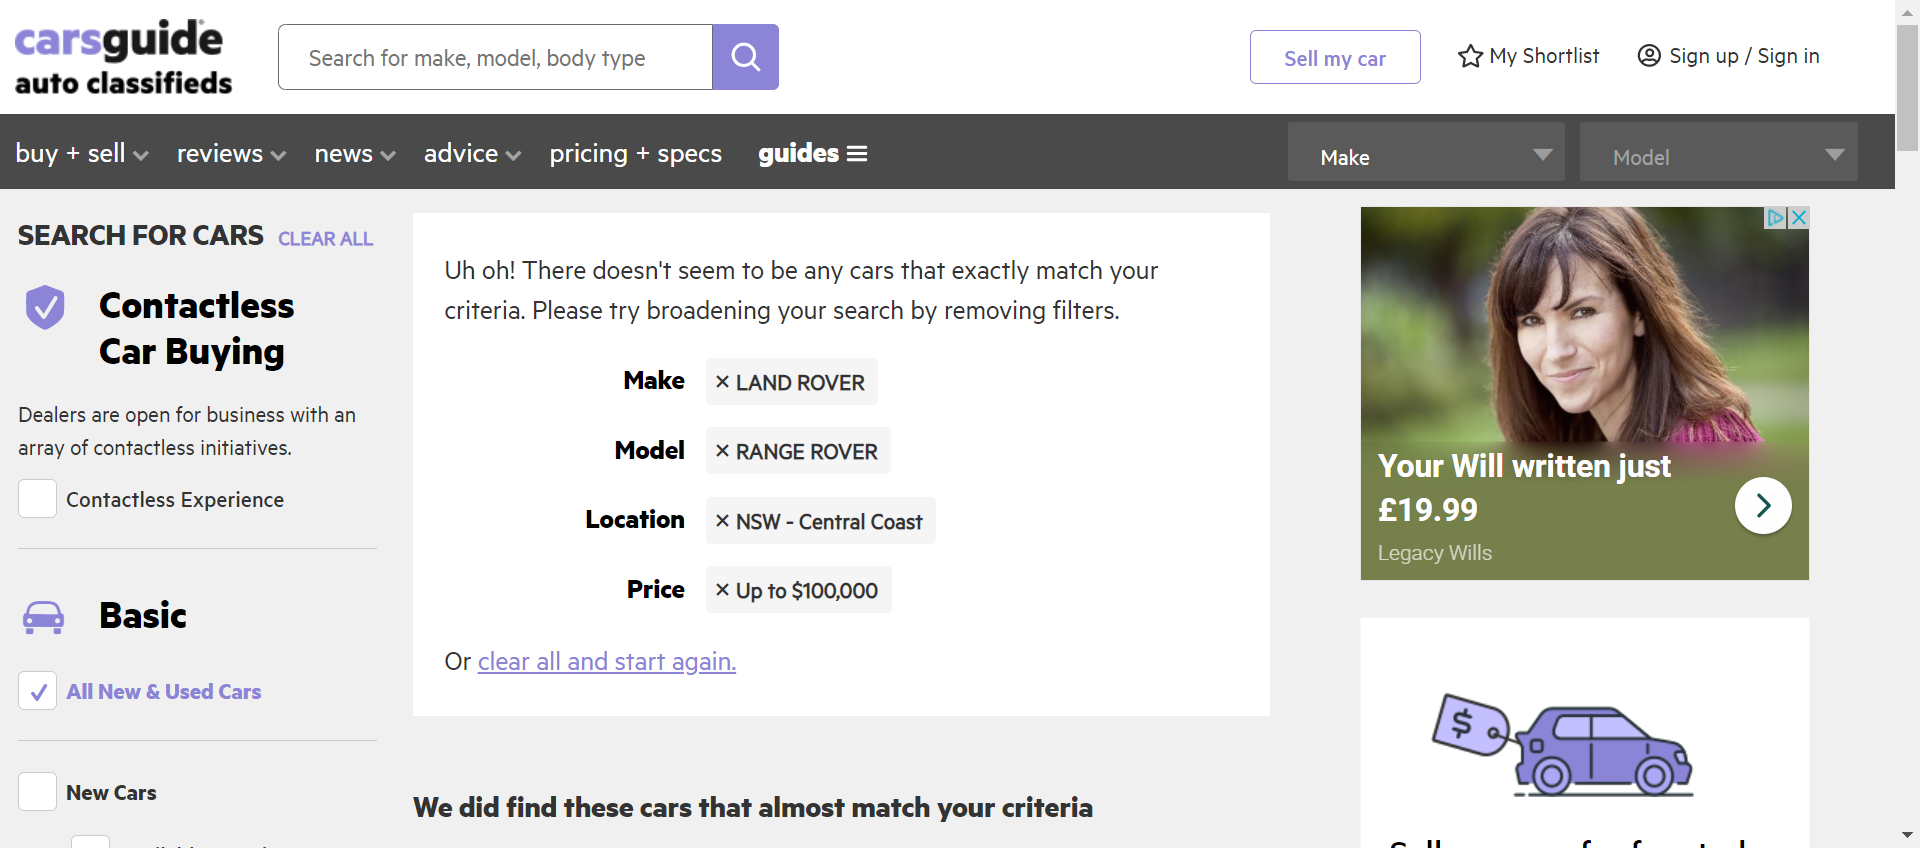 carsguide
auto classifieds
Search for make, model, body type
Sell my car
My Shortlist
Sign up / Sign in
buy + sell
reviews
news
advice
pricing + specs
guides
Make
Model
SEARCH FOR CARS CLEAR ALL
Contactless
Car Buying
Dealers are open for business with an
array of contactless initiatives.
Contactless Experience
Basic
All New & Used Cars
New Cars
Uh oh! There doesn't seem to be any cars that exactly match your
criteria. Please try broadening your search by removing filters.
Make × LAND ROVER
Model × RANGE ROVER
Location × NSW - Central Coast
Price × Up to $100,000
Or clear all and start again.
We did find these cars that almost match your criteria
Your Will written just
£19.99
Legacy Wills
$